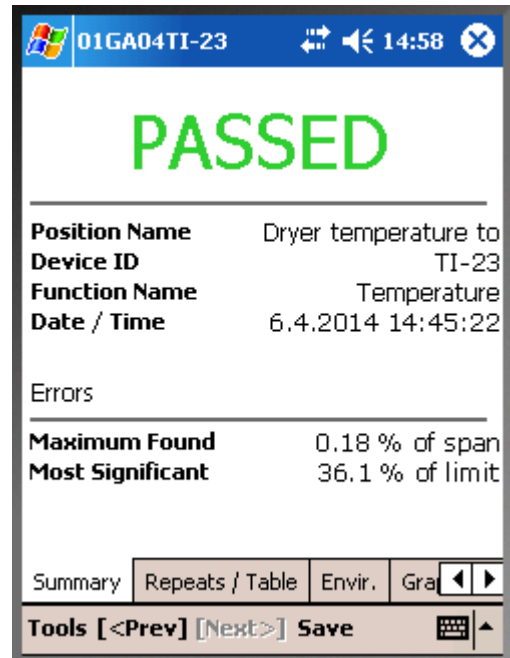 01GA04TI-23 14:58
PASSED
Position Name Dryer temperature to
Device ID TI-23
Function Name Temperature
Date / Time 6.4.2014 14:45:22
Errors
Maximum Found 0.18 % of span
Most Significant 36.1 % of limit
Summary Repeats / Table Envir. Gra
Tools [<Prev] [Next>] Save